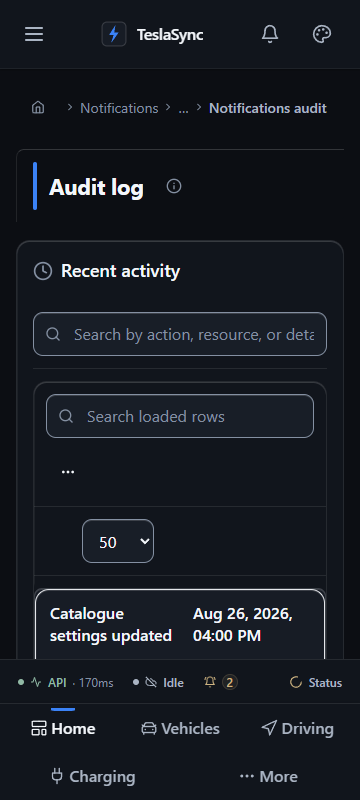 TeslaSync
Notifications
...
Notifications audit
Audit log
Recent activity
Search by action, resource, or deta
Search loaded rows
...
50
Catalogue settings updated
Aug 26, 2026, 04:00 PM
API · 170ms
Idle
2
Status
Home
Vehicles
Driving
Charging
More